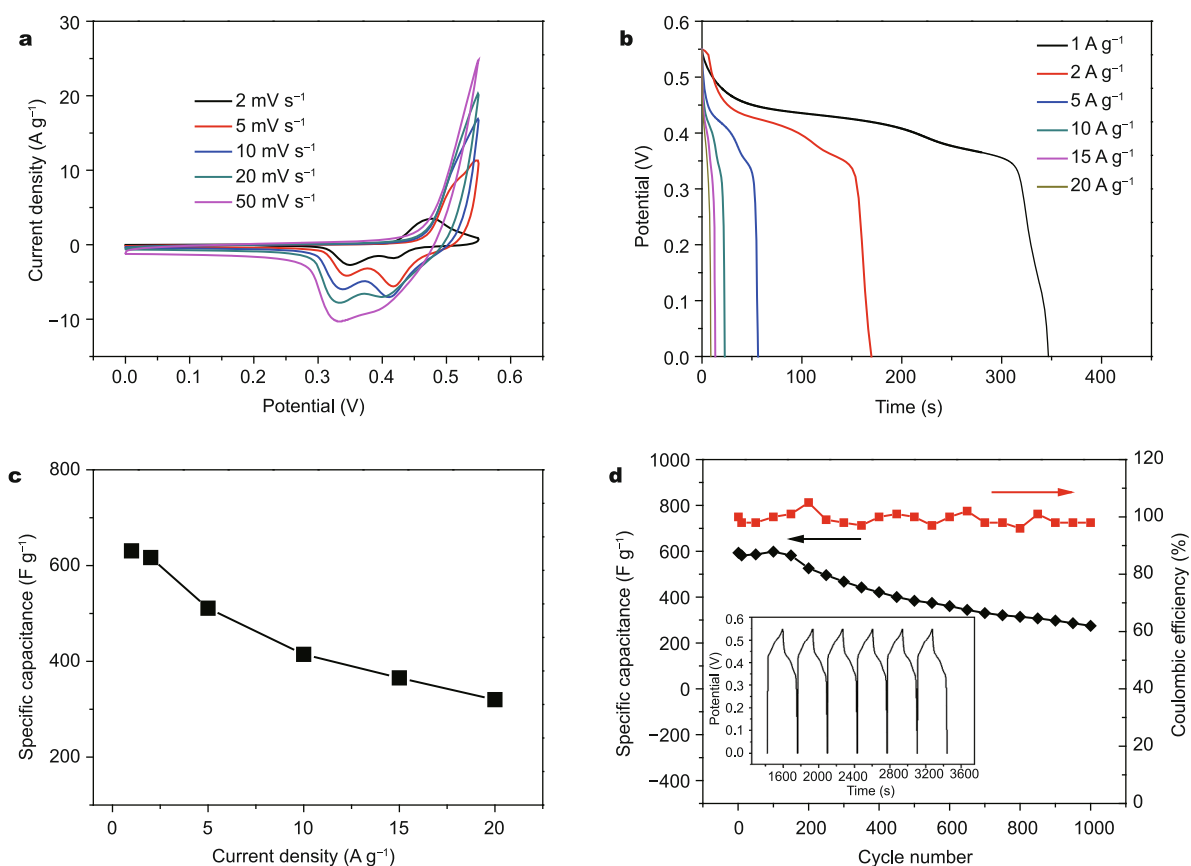 a
30
20
10
0
−10
Current density (A g⁻¹)
2 mV s⁻¹
5 mV s⁻¹
10 mV s⁻¹
20 mV s⁻¹
50 mV s⁻¹
0.0 0.1 0.2 0.3 0.4 0.5 0.6
Potential (V)
b
0.6
0.5
0.4
0.3
0.2
0.1
0.0
Potential (V)
1 A g⁻¹
2 A g⁻¹
5 A g⁻¹
10 A g⁻¹
15 A g⁻¹
20 A g⁻¹
0 100 200 300 400
Time (s)
c
800
600
400
200
Specific capacitance (F g⁻¹)
0 5 10 15 20
Current density (A g⁻¹)
d
1000
800
600
400
200
0
−200
−400
Specific capacitance (F g⁻¹)
120
100
80
60
40
20
0
Coulombic efficiency (%)
0.6
0.5
0.4
0.3
0.2
0.1
0.0
Potential (V)
1600 2000 2400 2800 3200 3600
Time (s)
0 200 400 600 800 1000
Cycle number